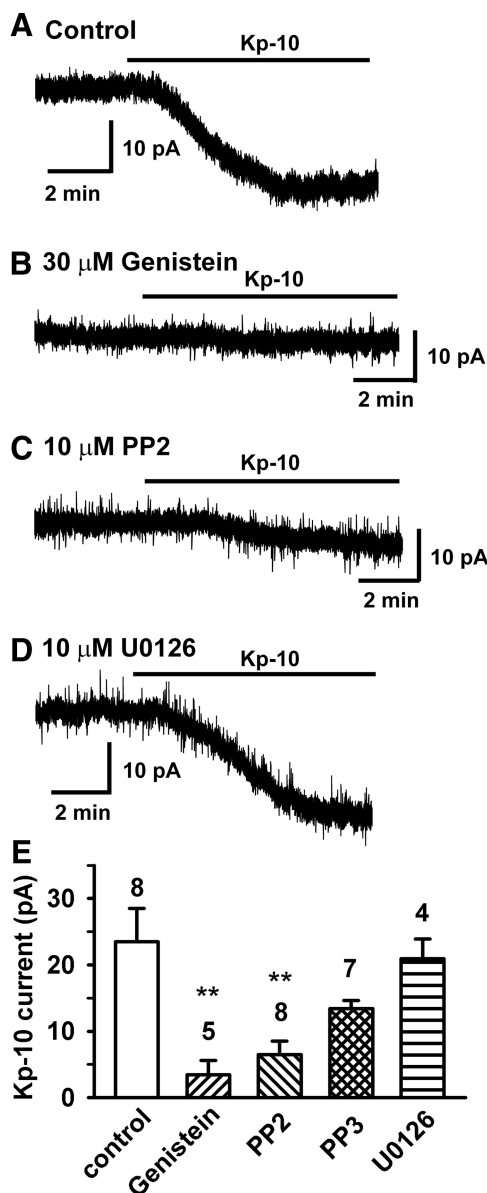 A Control
Kp-10
10 pA
2 min
B 30 μM Genistein
Kp-10
10 pA
2 min
C 10 μM PP2
Kp-10
10 pA
2 min
D 10 μM U0126
Kp-10
10 pA
2 min
E
Kp-10 current (pA)
30
20
10
0
8
**
5
**
8
7
4
control
Genistein
PP2
PP3
U0126